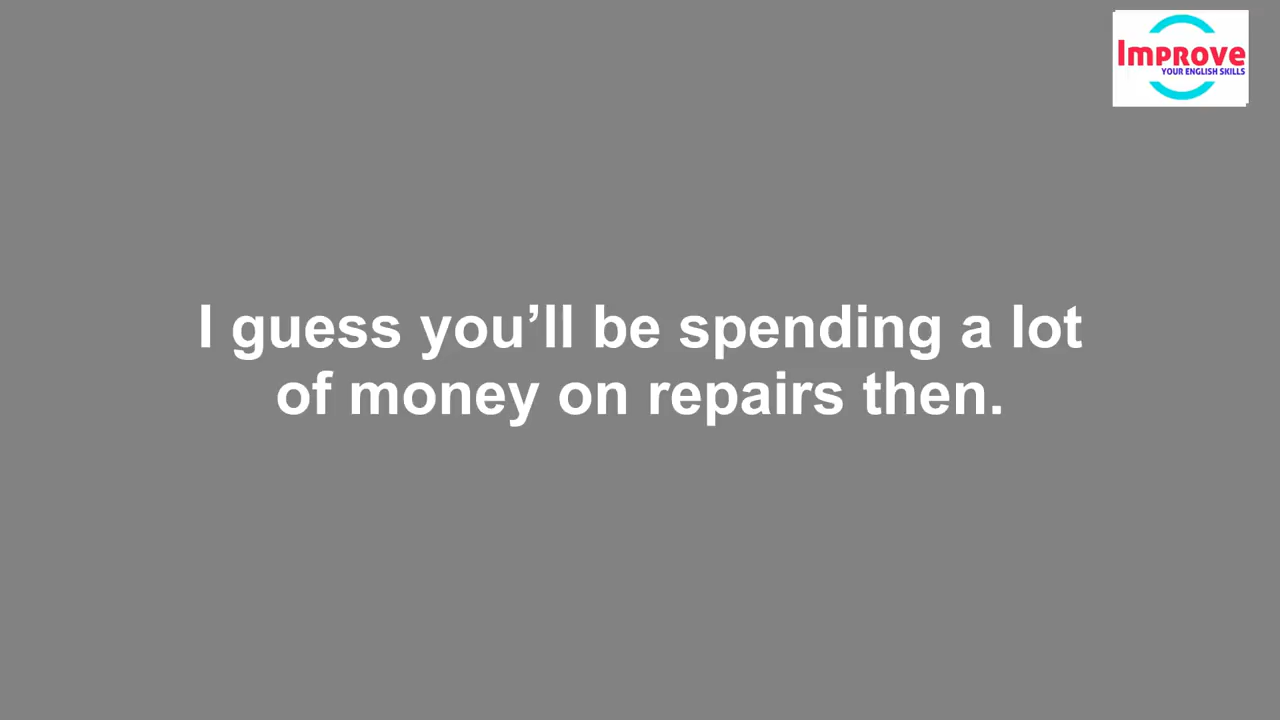 Improve
YOUR ENGLISH SKILLS
I guess you’ll be spending a lot
of money on repairs then.